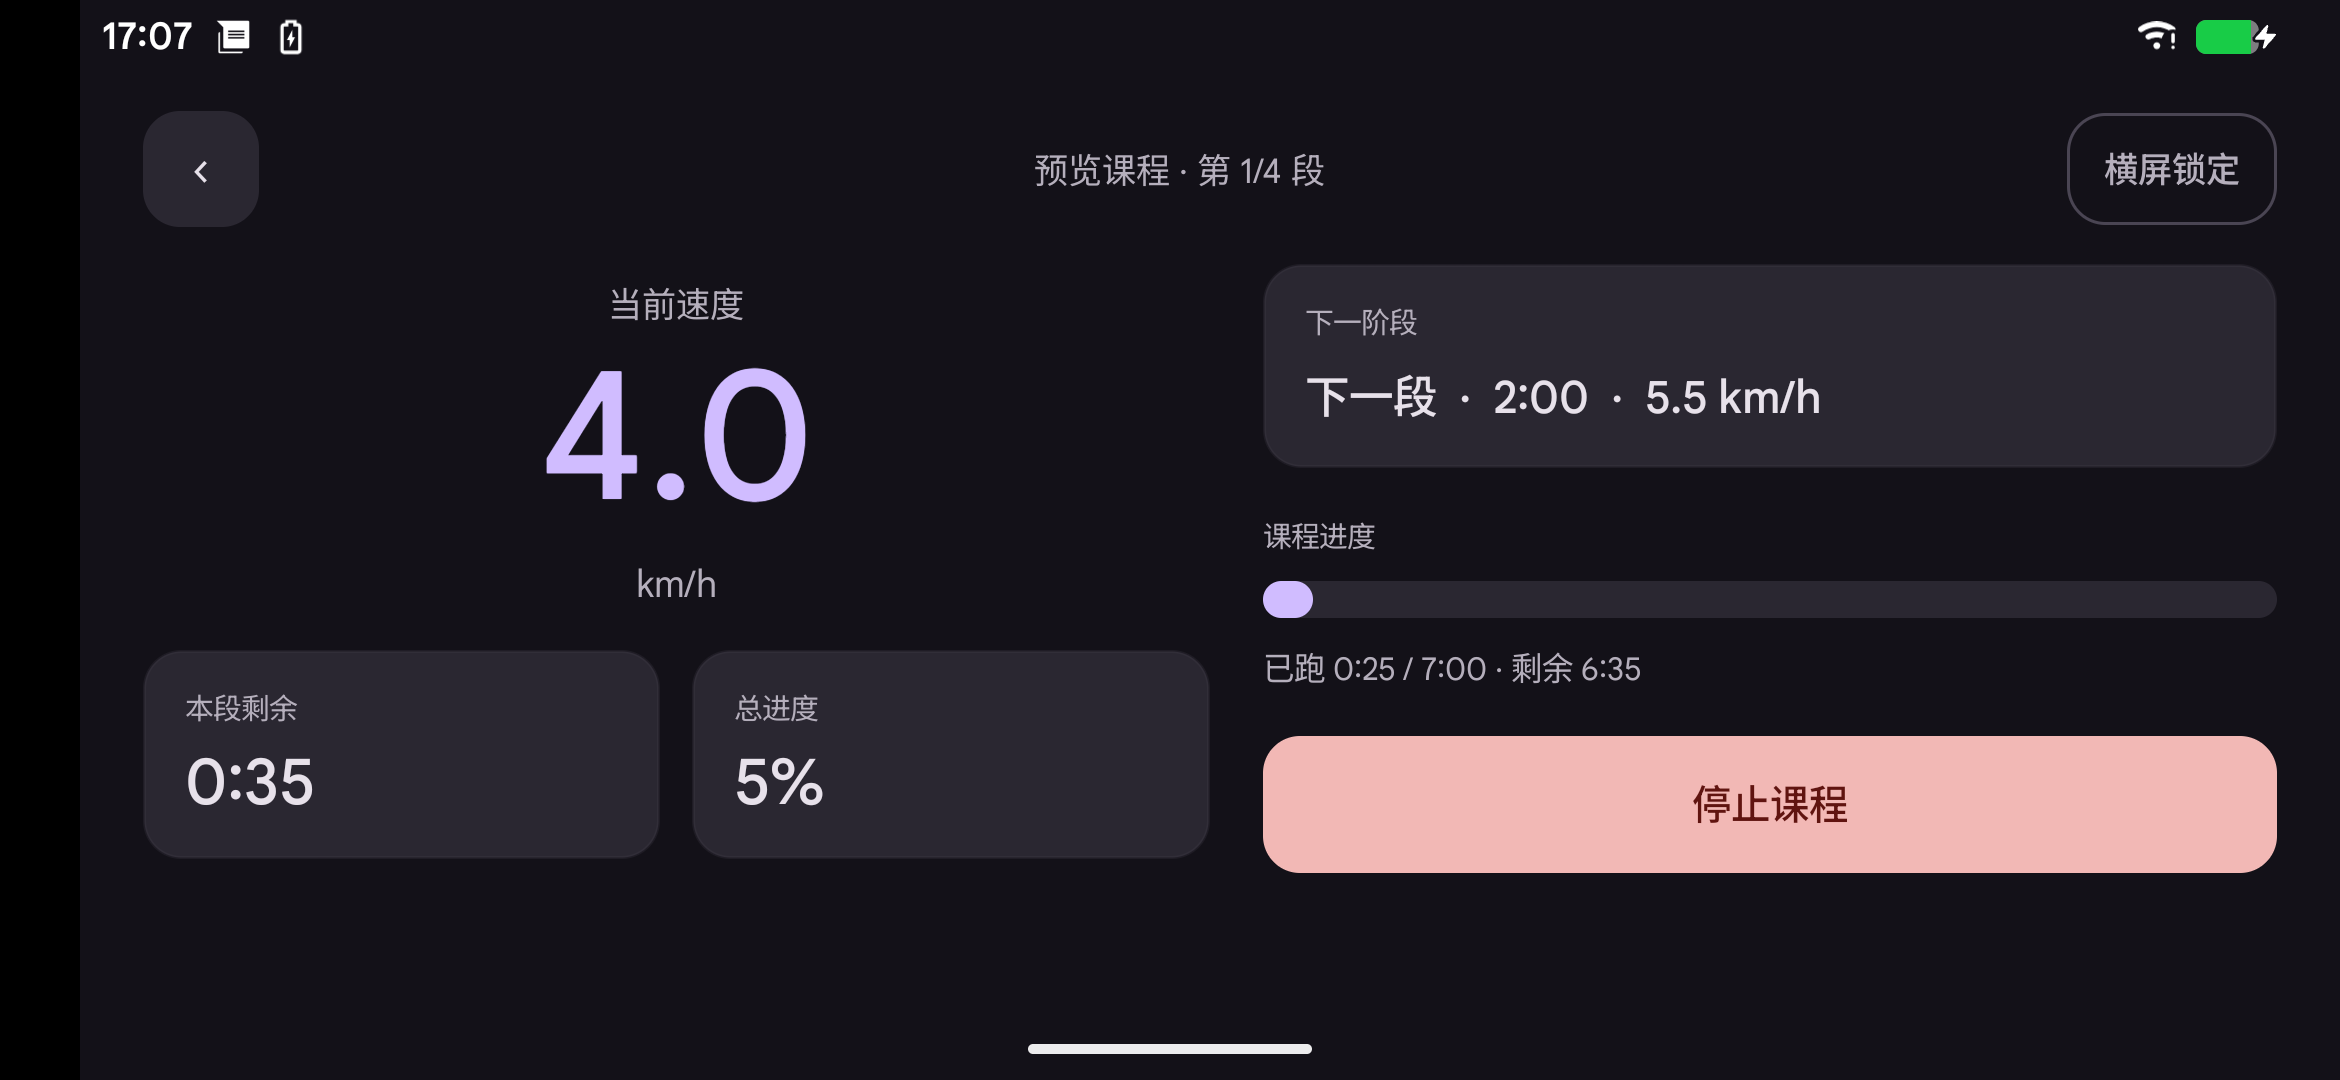 17:07
预览课程 · 第 1/4 段
横屏锁定
当前速度
4.0
km/h
本段剩余
0:35
总进度
5%
下一阶段
下一段 · 2:00 · 5.5 km/h
课程进度
已跑 0:25 / 7:00 · 剩余 6:35
停止课程